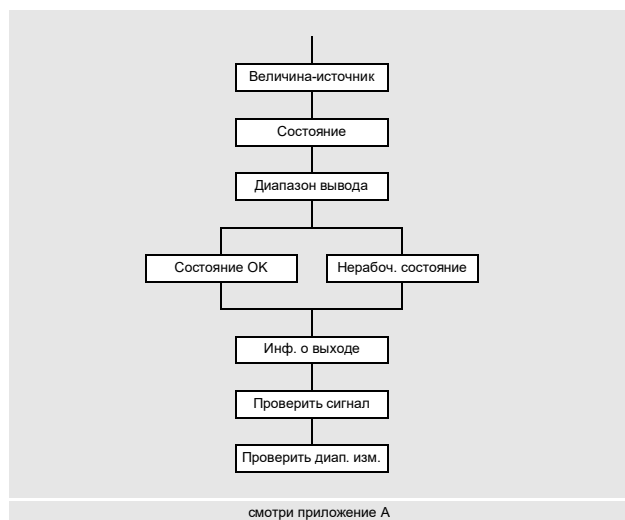 Величина-источник
Состояние
Диапазон вывода
Состояние OK
Нерабоч. состояние
Инф. о выходе
Проверить сигнал
Проверить диап. изм.
смотри приложение A